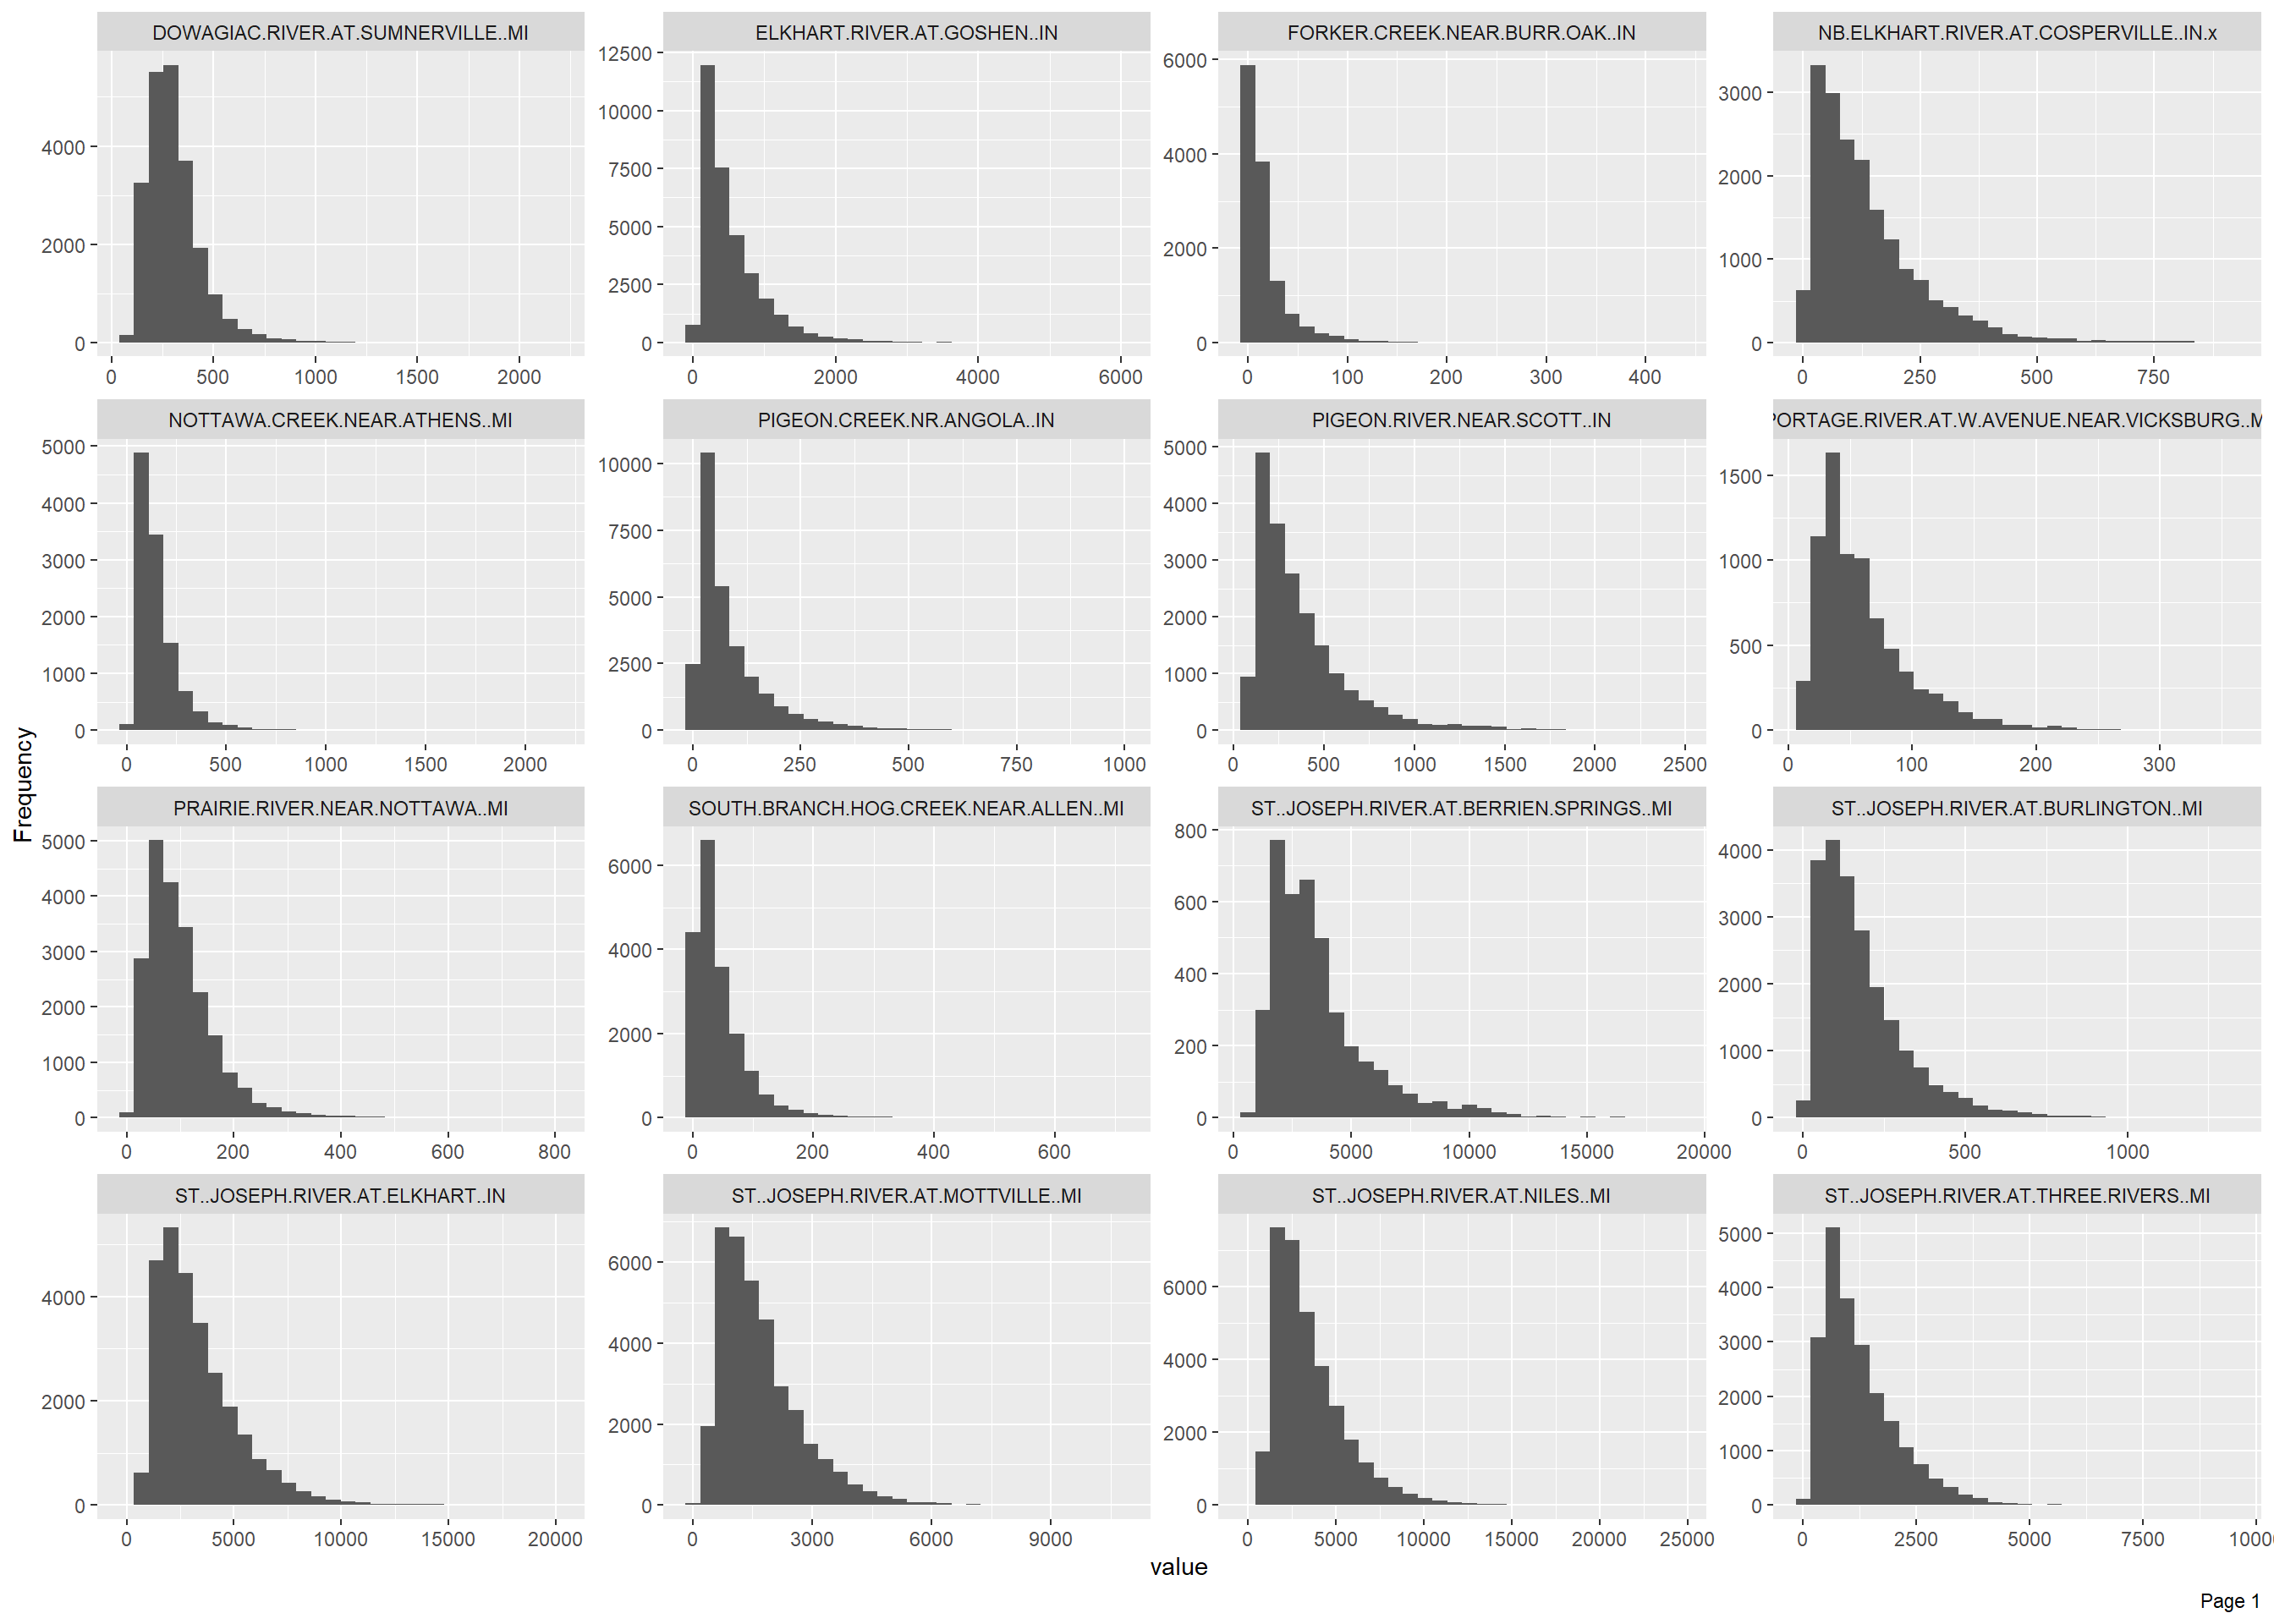 DOWAGIAC.RIVER.AT.SUMNERVILLE..MI
ELKHART.RIVER.AT.GOSHEN..IN
FORKER.CREEK.NEAR.BURR.OAK..IN
NB.ELKHART.RIVER.AT.COSPERVILLE..IN.x
4000
2000
0
12500
10000
7500
5000
2500
0
6000
4000
2000
0
3000
2000
1000
0
0 500 1000 1500 2000
0 2000 4000 6000
0 100 200 300 400
0 250 500 750
NOTTAWA.CREEK.NEAR.ATHENS..MI
PIGEON.CREEK.NR.ANGOLA..IN
PIGEON.RIVER.NEAR.SCOTT..IN
PORTAGE.RIVER.AT.W.AVENUE.NEAR.VICKSBURG..M
5000
4000
3000
2000
1000
0
10000
7500
5000
2500
0
5000
4000
3000
2000
1000
0
1500
1000
500
0
0 500 1000 1500 2000
0 250 500 750 1000
0 500 1000 1500 2000 2500
0 100 200 300
Frequency
PRAIRIE.RIVER.NEAR.NOTTAWA..MI
SOUTH.BRANCH.HOG.CREEK.NEAR.ALLEN..MI
ST..JOSEPH.RIVER.AT.BERRIEN.SPRINGS..MI
ST..JOSEPH.RIVER.AT.BURLINGTON..MI
5000
4000
3000
2000
1000
0
6000
4000
2000
0
800
600
400
200
0
4000
3000
2000
1000
0
0 200 400 600 800
0 200 400 600
0 5000 10000 15000 20000
0 500 1000
ST..JOSEPH.RIVER.AT.ELKHART..IN
ST..JOSEPH.RIVER.AT.MOTTVILLE..MI
ST..JOSEPH.RIVER.AT.NILES..MI
ST..JOSEPH.RIVER.AT.THREE.RIVERS..MI
4000
2000
0
6000
4000
2000
0
6000
4000
2000
0
5000
4000
3000
2000
1000
0
0 5000 10000 15000 20000
0 3000 6000 9000
0 5000 10000 15000 20000 25000
0 2500 5000 7500 10000
value
Page 1